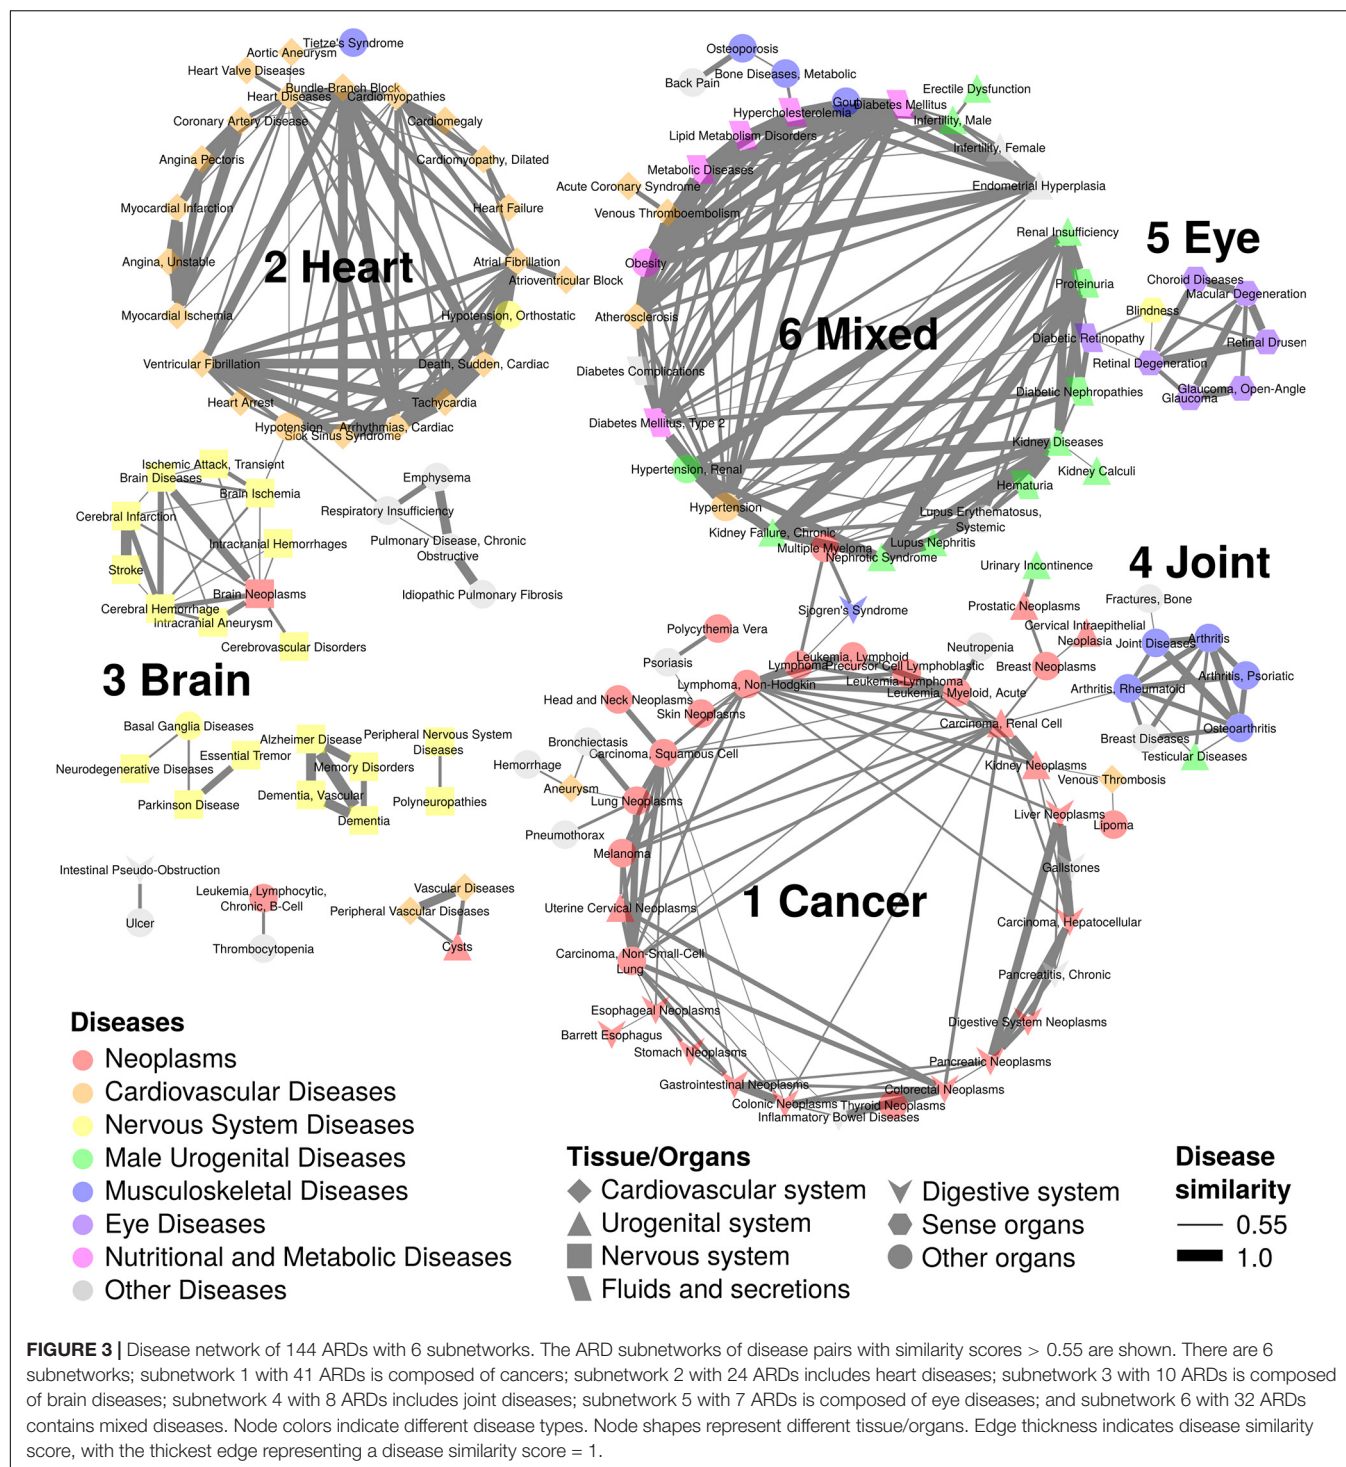 Tietze's Syndrome
Aortic Aneurysm
Heart Valve Diseases
Bundle-Branch Block
Heart Diseases
Cardiomyopathies
Coronary Artery Disease
Cardiomegaly
Angina Pectoris
Cardiomyopathy, Dilated
Myocardial Infarction
Heart Failure
Angina, Unstable
2 Heart
Atrial Fibrillation
Atrioventricular Block
Myocardial Ischemia
Hypotension, Orthostatic
Ventricular Fibrillation
Death, Sudden, Cardiac
Heart Arrest
Tachycardia
Hypotension
Sick Sinus Syndrome
Arrhythmias, Cardiac
Osteoporosis
Back Pain
Bone Diseases, Metabolic
Gout
Diabetes Mellitus
Erectile Dysfunction
Hypercholesterolemia
Infertility, Male
Lipid Metabolism Disorders
Infertility, Female
Metabolic Diseases
Endometrial Hyperplasia
Acute Coronary Syndrome
Venous Thromboembolism
Renal Insufficiency
Obesity
Proteinuria
Atherosclerosis
6 Mixed
Diabetic Retinopathy
Diabetes Complications
Diabetic Nephropathies
Diabetes Mellitus, Type 2
Kidney Diseases
Hypertension, Renal
Kidney Calculi
Hematuria
Hypertension
Lupus Erythematosus,
Systemic
Kidney Failure, Chronic
Lupus Nephritis
Multiple Myeloma
Nephrotic Syndrome
5 Eye
Choroid Diseases
Macular Degeneration
Blindness
Retinal Drusen
Retinal Degeneration
Glaucoma, Open-Angle
Glaucoma
Ischemic Attack, Transient
Brain Diseases
Brain Ischemia
Cerebral Infarction
Intracranial Hemorrhages
Stroke
Brain Neoplasms
Cerebral Hemorrhage
Intracranial Aneurysm
Cerebrovascular Disorders
Emphysema
Respiratory Insufficiency
Pulmonary Disease, Chronic
Obstructive
Idiopathic Pulmonary Fibrosis
3 Brain
Basal Ganglia Diseases
Essential Tremor
Neurodegenerative Diseases
Parkinson Disease
Alzheimer Disease
Memory Disorders
Dementia, Vascular
Dementia
Peripheral Nervous System
Diseases
Polyneuropathies
Intestinal Pseudo-Obstruction
Ulcer
Leukemia, Lymphocytic,
Chronic, B-Cell
Thrombocytopenia
Vascular Diseases
Peripheral Vascular Diseases
Cysts
Sjogren's Syndrome
Urinary Incontinence
Prostatic Neoplasms
Cervical Intraepithelial
Neoplasia
Polycythemia Vera
Neutropenia
Psoriasis
Lymphoma
Leukemia, Lymphoid
Precursor Cell Lymphoblastic
Leukemia-Lymphoma
Breast Neoplasms
Lymphoma, Non-Hodgkin
Leukemia, Myeloid, Acute
Head and Neck Neoplasms
Skin Neoplasms
Carcinoma, Renal Cell
Bronchiectasis
Carcinoma, Squamous Cell
Hemorrhage
Kidney Neoplasms
Venous Thrombosis
Aneurysm
Lung Neoplasms
Liver Neoplasms
Lipoma
Pneumothorax
Melanoma
Gallstones
1 Cancer
Uterine Cervical Neoplasms
Carcinoma, Hepatocellular
Carcinoma, Non-Small-Cell
Lung
Pancreatitis, Chronic
Esophageal Neoplasms
Digestive System Neoplasms
Barrett Esophagus
Stomach Neoplasms
Pancreatic Neoplasms
Gastrointestinal Neoplasms
Colorectal Neoplasms
Colonic Neoplasms
Thyroid Neoplasms
Inflammatory Bowel Diseases
4 Joint
Fractures, Bone
Joint Diseases
Arthritis
Arthritis, Psoriatic
Arthritis, Rheumatoid
Osteoarthritis
Breast Diseases
Testicular Diseases
Diseases
Neoplasms
Cardiovascular Diseases
Nervous System Diseases
Male Urogenital Diseases
Musculoskeletal Diseases
Eye Diseases
Nutritional and Metabolic Diseases
Other Diseases
Tissue/Organs
Cardiovascular system
Urogenital system
Nervous system
Fluids and secretions
Digestive system
Sense organs
Other organs
Disease
similarity
0.55
1.0
FIGURE 3 | Disease network of 144 ARDs with 6 subnetworks. The ARD subnetworks of disease pairs with similarity scores > 0.55 are shown. There are 6
subnetworks; subnetwork 1 with 41 ARDs is composed of cancers; subnetwork 2 with 24 ARDs includes heart diseases; subnetwork 3 with 10 ARDs is composed
of brain diseases; subnetwork 4 with 8 ARDs includes joint diseases; subnetwork 5 with 7 ARDs is composed of eye diseases; and subnetwork 6 with 32 ARDs
contains mixed diseases. Node colors indicate different disease types. Node shapes represent different tissue/organs. Edge thickness indicates disease similarity
score, with the thickest edge representing a disease similarity score = 1.